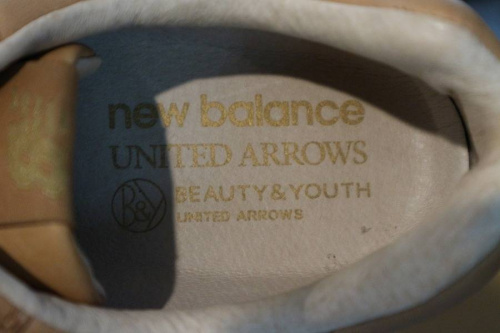 new balance
UNITED ARROWS
B&Y BEAUTY&YOUTH
UNITED ARROWS